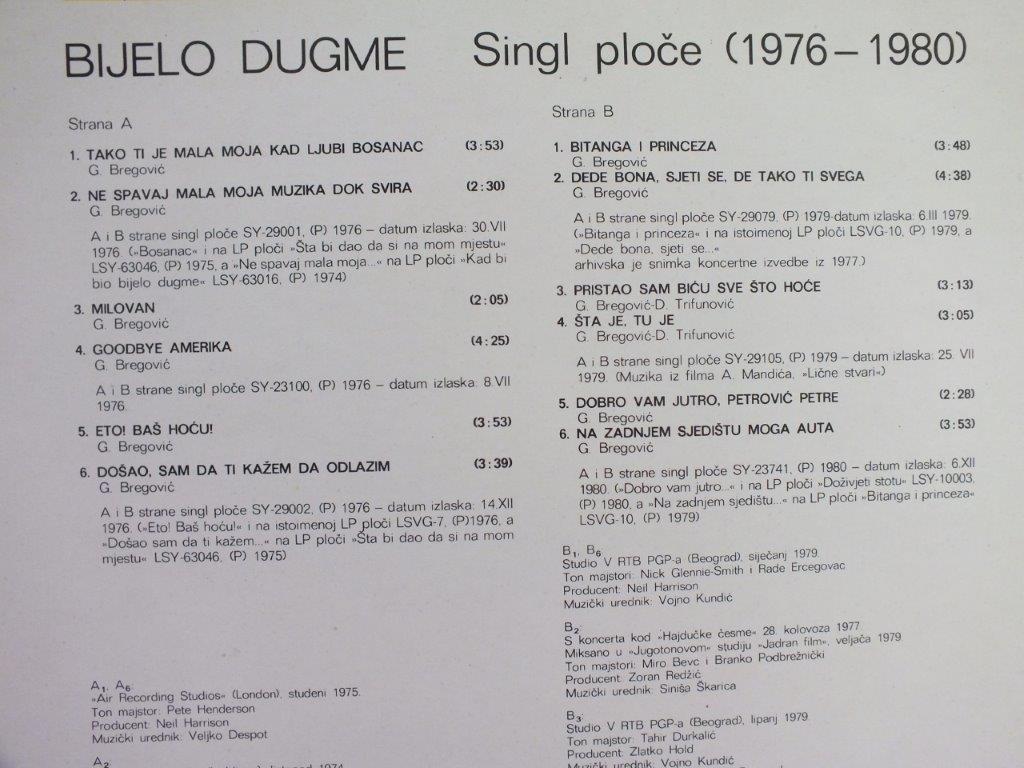 BIJELO DUGME Singl ploče (1976–1980)
Strana A
1. TAKO TI JE MALA MOJA KAD LJUBI BOSANAC (3:53)
G. Bregović
2. NE SPAVAJ MALA MOJA MUZIKA DOK SVIRA (2:30)
G. Bregović
A i B strane singl ploče SY-29001, (P) 1976 – datum izlaska: 30.VII
1976. (»Bosanac« i na LP ploči »Šta bi dao da si na mom mjestu«
LSY-63046, (P) 1975, a »Ne spavaj mala moja...« na LP ploči »Kad bi
bio bijelo dugme« LSY-63016, (P) 1974)
3. MILOVAN (2:05)
G. Bregović
4. GOODBYE AMERIKA (4:25)
G. Bregović
A i B strane singl ploče SY-23100, (P) 1976 – datum izlaska: 8.VII
1976.
5. ETO! BAŠ HOĆU! (3:53)
G. Bregović
6. DOŠAO, SAM DA TI KAŽEM DA ODLAZIM (3:39)
G. Bregović
A i B strane singl ploče SY-29002, (P) 1976 – datum izlaska: 14.XII
1976. (»Eto! Baš hoću!« i na istoimenoj LP ploči LSVG-7, (P)1976, a
»Došao sam da ti kažem...« na LP ploči »Šta bi dao da si na mom
mjestu« LSY-63046, (P) 1975)
A1, A6:
»Air Recording Studios« (London), studeni 1975.
Ton majstor: Pete Henderson
Producent: Neil Harrison
Muzički urednik: Veljko Despot
A2
Strana B
1. BITANGA I PRINCEZA (3:48)
G. Bregović
2. DEDE BONA, SJETI SE, DE TAKO TI SVEGA (4:38)
G. Bregović
A i B strane singl ploče SY-29079, (P) 1979-datum izlaska: 6.III 1979.
(»Bitanga i princeza« i na istoimenoj LP ploči LSVG-10, (P) 1979, a
»Dede bona, sjeti se...«
arhivska je snimka koncertne izvedbe iz 1977.)
3. PRISTAO SAM BIĆU SVE ŠTO HOĆE (3:13)
G. Bregović-D. Trifunović
4. ŠTA JE, TU JE (3:05)
G. Bregović-D. Trifunović
A i B strane singl ploče SY-29105, (P) 1979 – datum izlaska: 25. VII
1979. (Muzika iz filma A. Mandića, »Lične stvari«)
5. DOBRO VAM JUTRO, PETROVIĆ PETRE (2:28)
G. Bregović
6. NA ZADNJEM SJEDIŠTU MOGA AUTA (3:53)
G. Bregović
A i B strane singl ploče SY-23741, (P) 1980 – datum izlaska: 6.XII
1980. (»Dobro vam jutro...« i na LP ploči »Doživjeti stotu« LSY-10003,
(P) 1980, a »Na zadnjem sjedištu...« na LP ploči »Bitanga i princeza«
LSVG-10, (P) 1979)
B1, B6
Studio V RTB PGP-a (Beograd), siječanj 1979.
Ton majstori: Nick Glennie-Smith i Rade Ercegovac
Producent: Neil Harrison
Muzički urednik: Vojno Kundić
B2:
S koncerta kod »Hajdučke česme« 28. kolovoza 1977.
Miksano u »Jugotonovom« studiju »Jadran film«, veljača 1979.
Ton majstori: Miro Bevc i Branko Podbrežnički
Producent: Zoran Redžić
Muzički urednik: Siniša Škarica
B3:
Studio V RTB PGP-a (Beograd), lipanj 1979.
Ton majstor: Tahir Durkalić
Producent: Zlatko Hold
Muzički urednik: Vojno Kundić